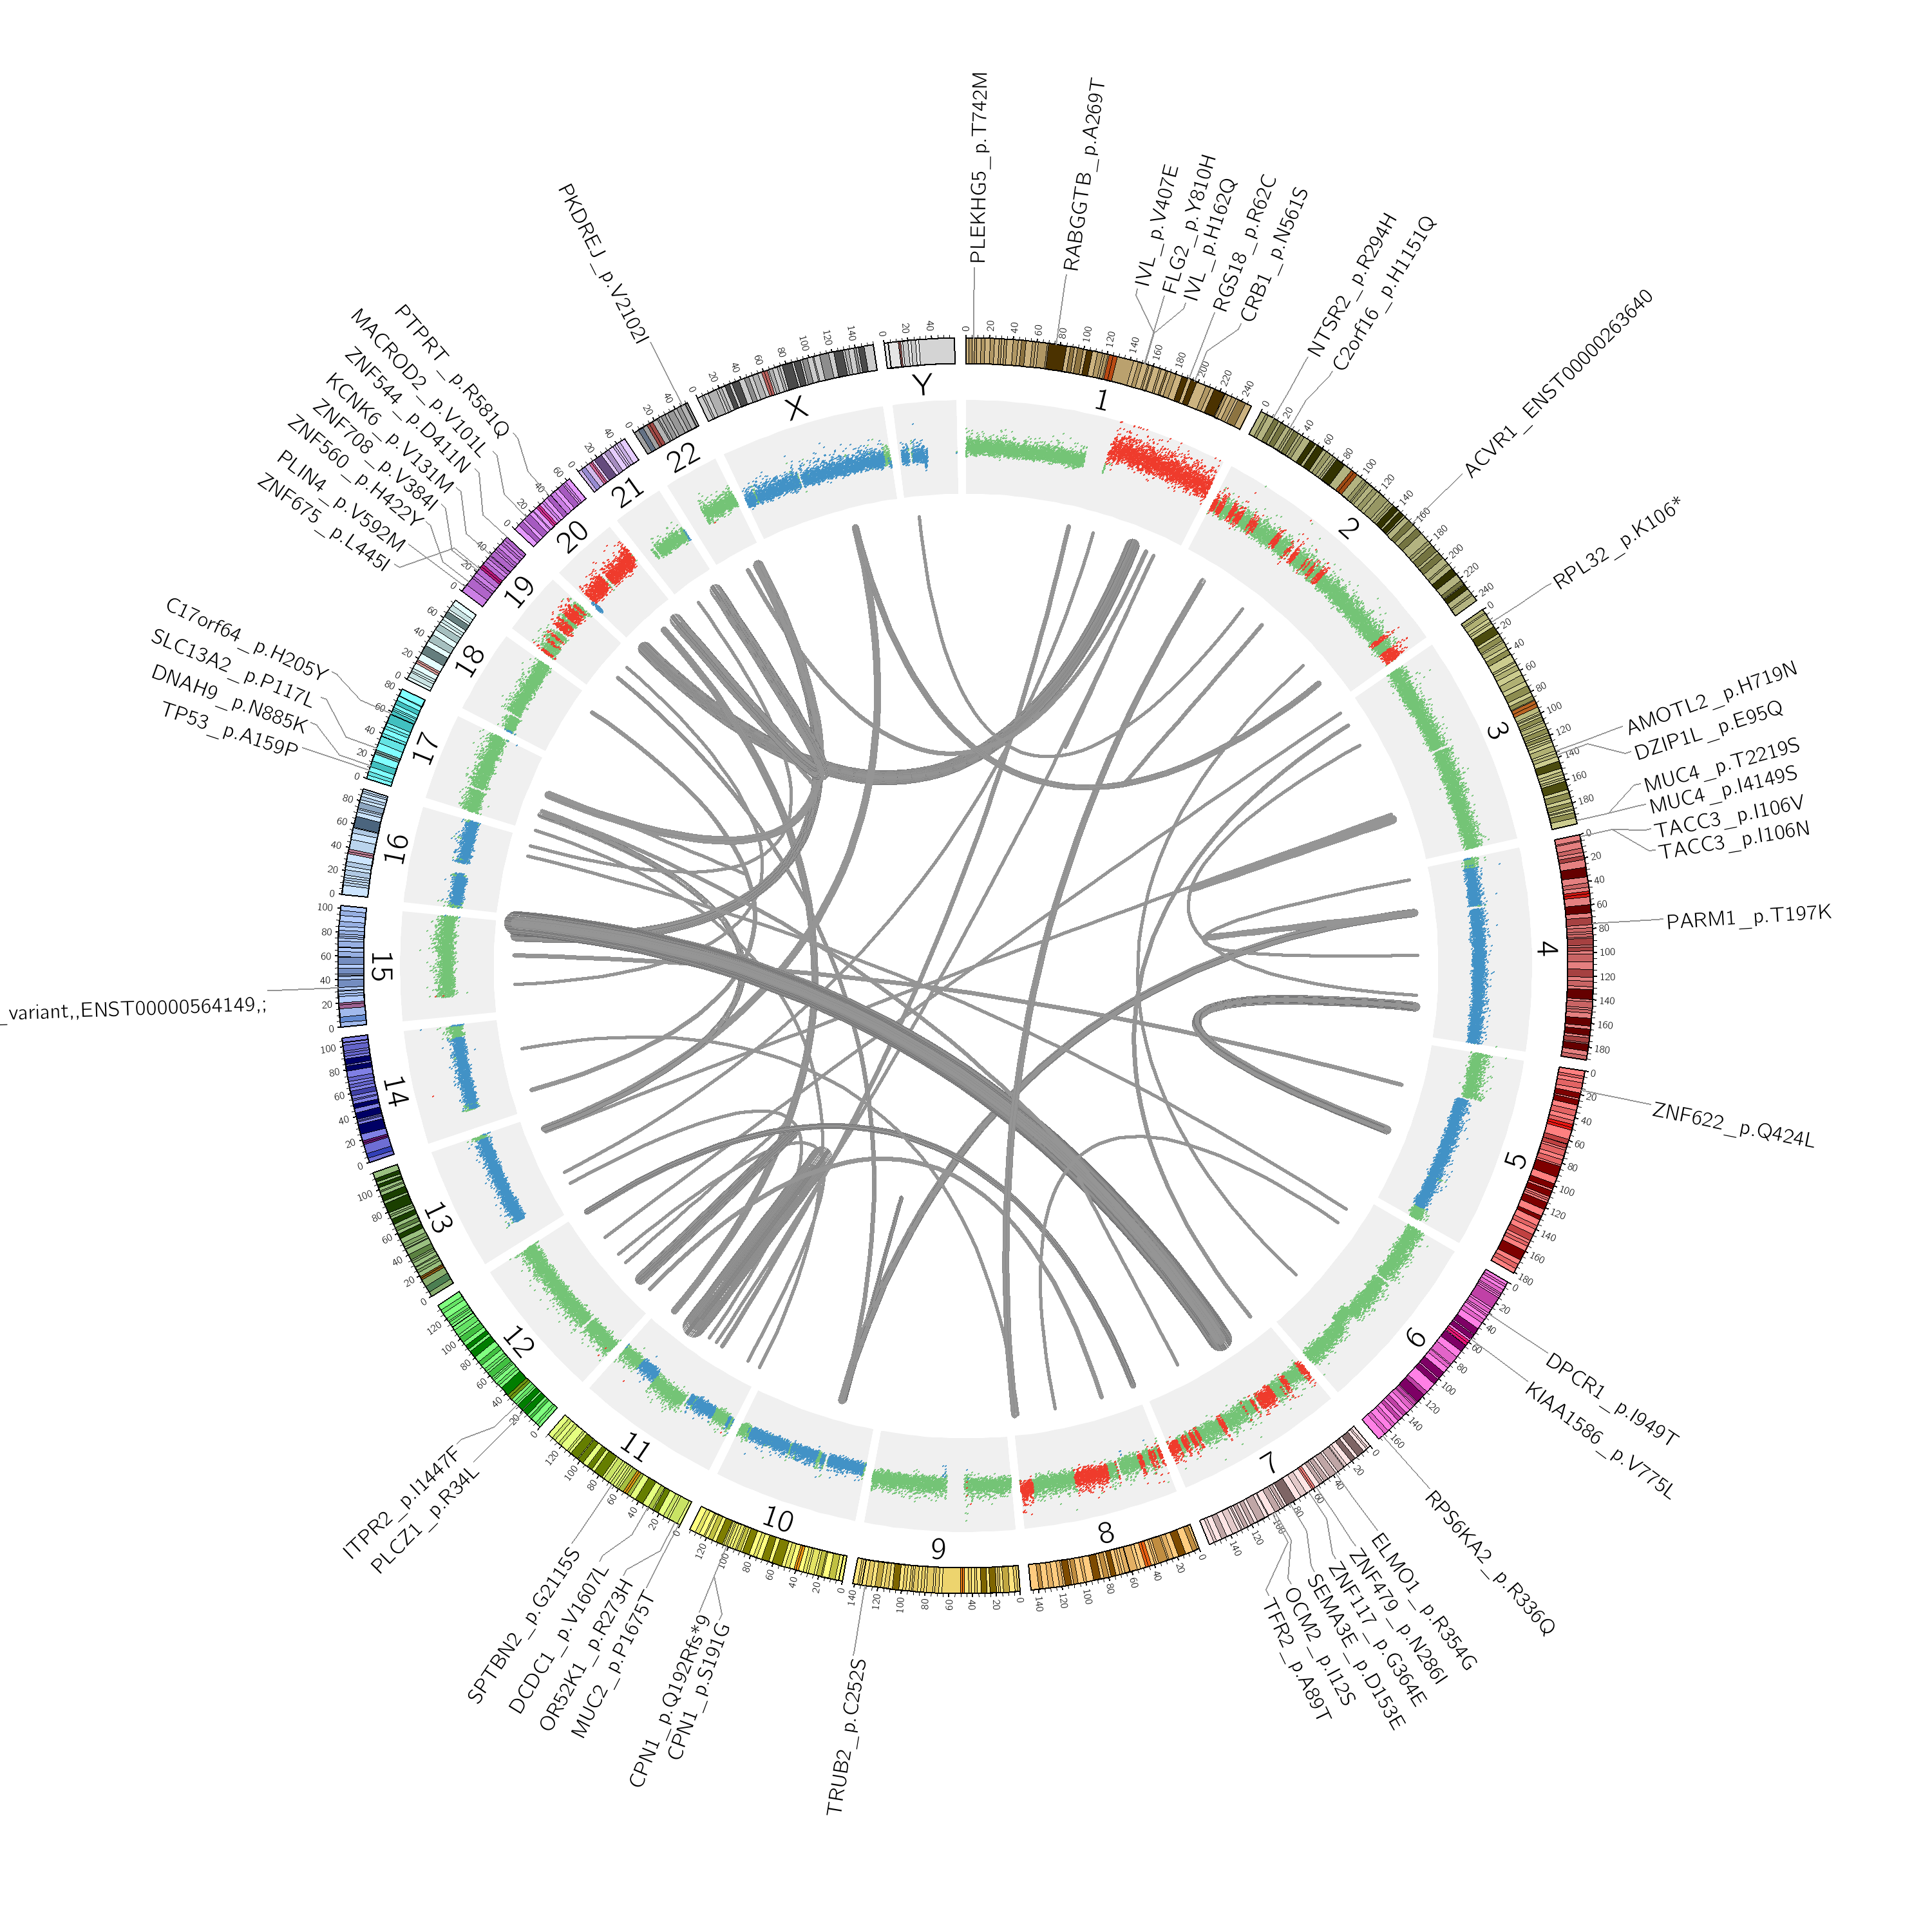 PLEKHG5_p.T742M
RABGGTB_p.A269T
IVL_p.V407E
FLG2_p.Y810H
IVL_p.H162Q
RGS18_p.R62C
CRB1_p.N561S
NTSR2_p.R294H
C2orf16_p.H1151Q
ACVR1_ENST00000263640
RPL32_p.K106*
AMOTL2_p.H719N
DZIP1L_p.E95Q
MUC4_p.T2219S
MUC4_p.I4149S
TACC3_p.I106V
TACC3_p.I106N
PARM1_p.T197K
ZNF622_p.Q424L
DPCR1_p.I949T
KIAA1586_p.V775L
RPS6KA2_p.R336Q
ELMO1_p.R354G
ZNF479_p.N286I
ZNF117_p.G364E
SEMA3E_p.D153E
OCM2_p.I12S
TFR2_p.A89T
TRUB2_p.C252S
CPN1_p.S191G
CPN1_p.Q192Rfs*9
MUC2_p.P1675T
OR52K1_p.R273H
DCDC1_p.V1607L
SPTBN2_p.G2115S
PLCZ1_p.R34L
ITPR2_p.I1447F
_variant,,ENST00000564149,;
TP53_p.A159P
DNAH9_p.N885K
SLC13A2_p.P117L
C17orf64_p.H205Y
ZNF675_p.L445I
PLIN4_p.V592M
ZNF560_p.H422Y
ZNF708_p.V384I
KCNK6_p.V131M
ZNF544_p.D411N
MACROD2_p.V101L
PTPRT_p.R581Q
PKDREJ_p.V2102I
1
2
3
4
5
6
7
8
9
10
11
12
13
14
15
16
17
18
19
20
21
22
X
Y